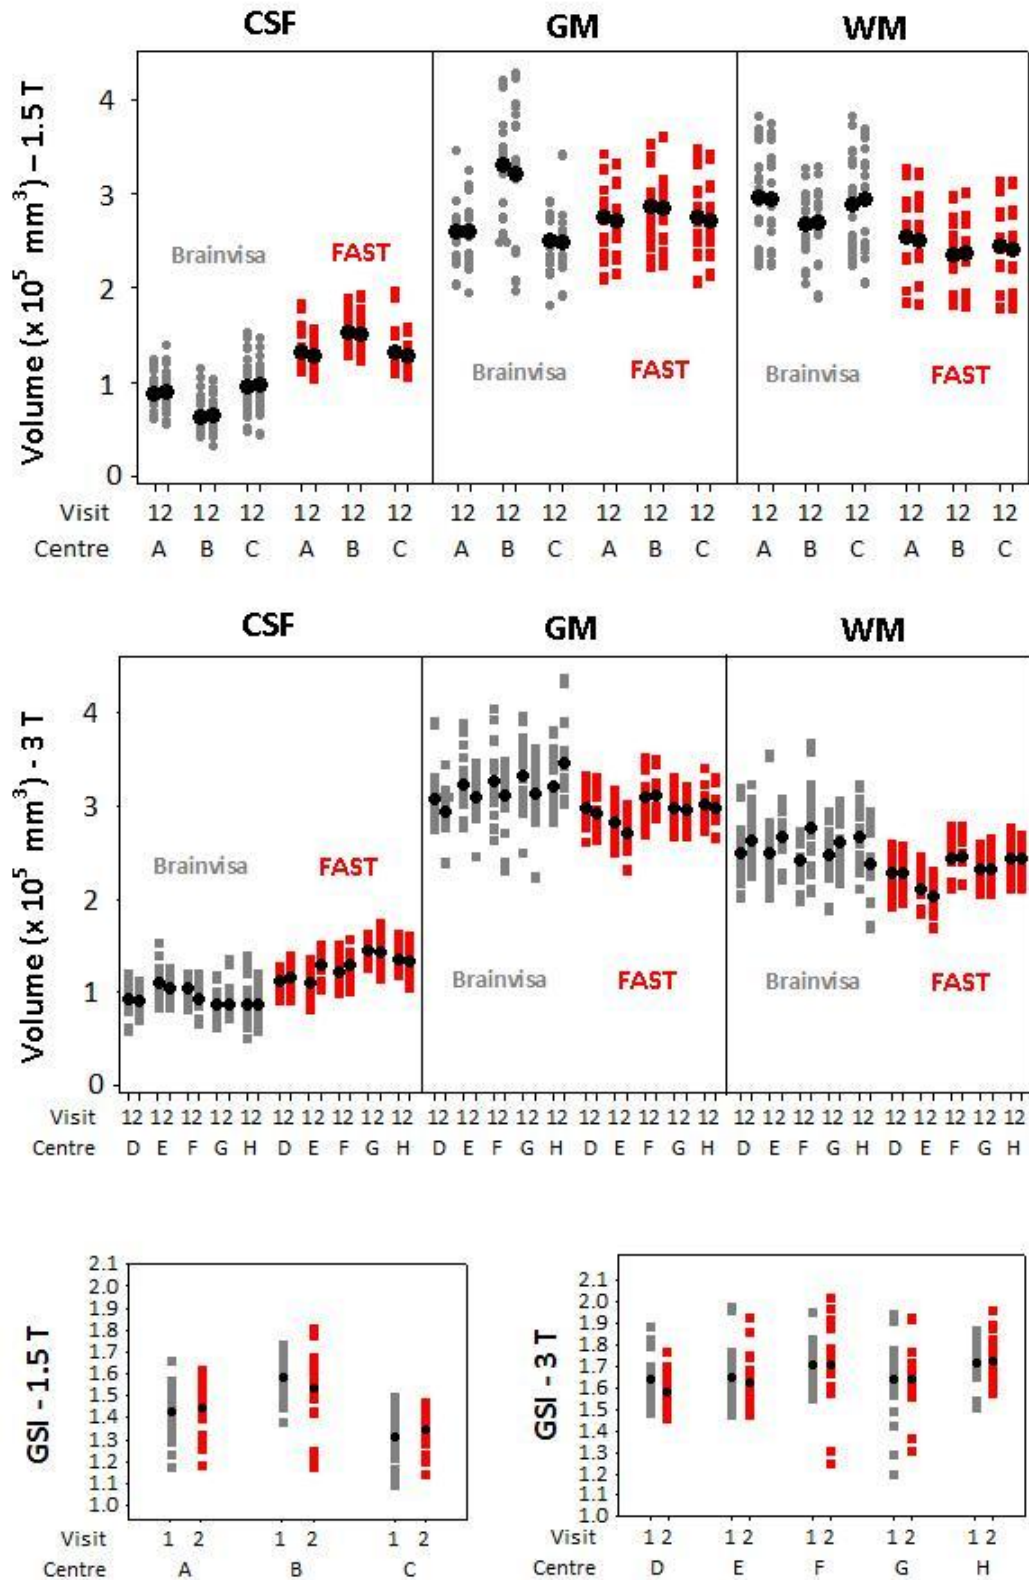 CSF GM WM
Volume (x 10⁵ mm³) – 1.5 T
4
3
2
1
0
Brainvisa FAST
Brainvisa FAST
Brainvisa FAST
Visit 12 12 12 12 12 12 12 12 12 12 12 12 12 12 12 12 12 12
Centre A B C A B C A B C A B C A B C A B C
CSF GM WM
Volume (x 10⁵ mm³) - 3 T
4
3
2
1
0
Brainvisa FAST
Brainvisa FAST
Brainvisa FAST
Visit 12 12 12 12 12 12 12 12 12 12 12 12 12 12 12 12 12 12 12 12 12 12 12 12 12 12 12 12 12 12
Centre D E F G H D E F G H D E F G H D E F G H D E F G H D E F G H
GSI - 1.5 T
2.1
2.0
1.9
1.8
1.7
1.6
1.5
1.4
1.3
1.2
1.1
1.0
Visit 1 2 1 2 1 2
Centre A B C
GSI - 3 T
2.1
2.0
1.9
1.8
1.7
1.6
1.5
1.4
1.3
1.2
1.1
1.0
Visit 1 2 1 2 1 2 1 2 1 2
Centre D E F G H